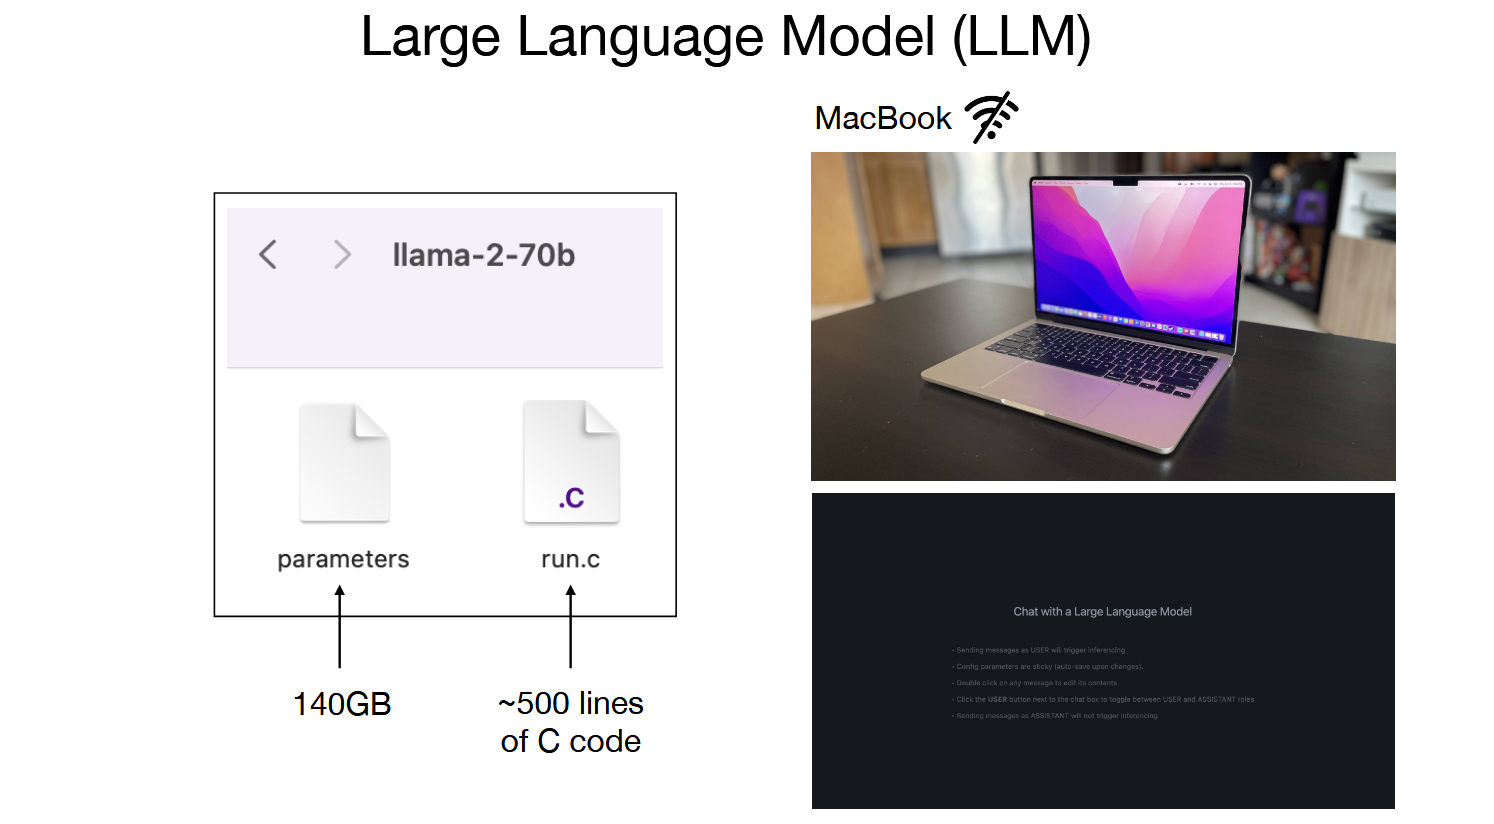 Large Language Model (LLM)
MacBook
llama-2-70b
.C
parameters
run.c
140GB
~500 lines
of C code
Chat with a Large Language Model
- Sending messages as USER will trigger inferencing
- Config parameters are sticky (auto-save upon changes).
- Double click on any message to edit its contents
- Click the USER button next to the chat box to toggle between USER and ASSISTANT roles
- Sending messages as ASSISTANT will not trigger inferencing